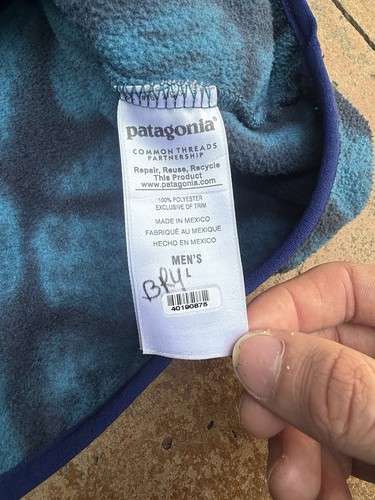 patagonia®
COMMON THREADS
PARTNERSHIP
Repair, Reuse, Recycle
This Product
www.patagonia.com
100% POLYESTER
EXCLUSIVE OF TRIM
MADE IN MEXICO
FABRIQUÉ AU MEXIQUE
HECHO EN MEXICO
MEN'S
L
BRY
40190875